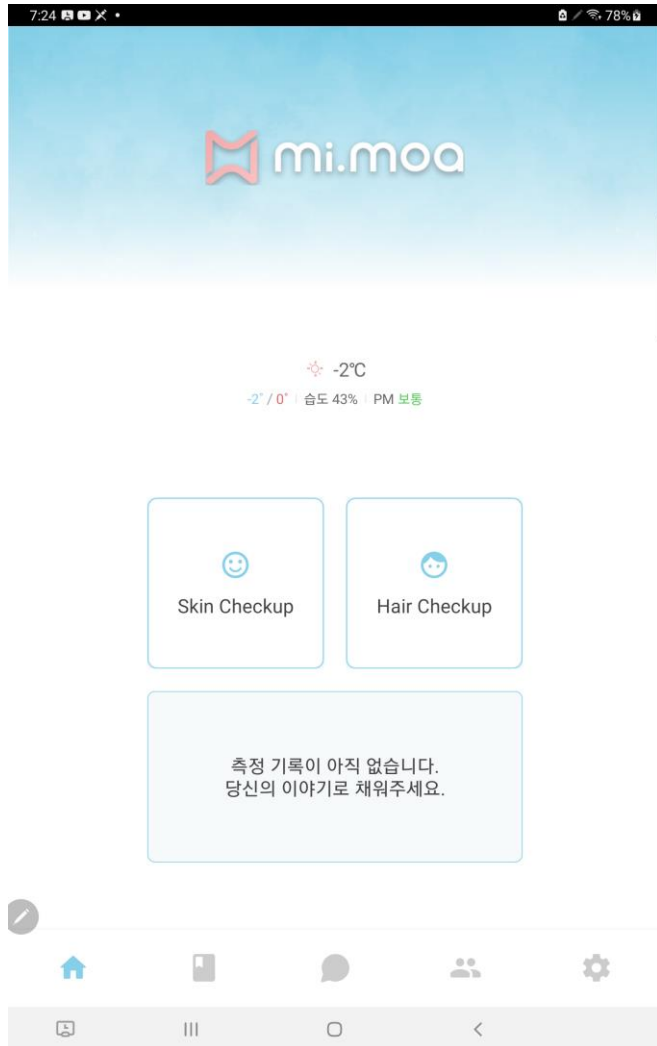 7:24
78%
mi.moa
-2℃
-2° / 0° | 습도 43% | PM 보통
Skin Checkup
Hair Checkup
측정 기록이 아직 없습니다.
당신의 이야기로 채워주세요.